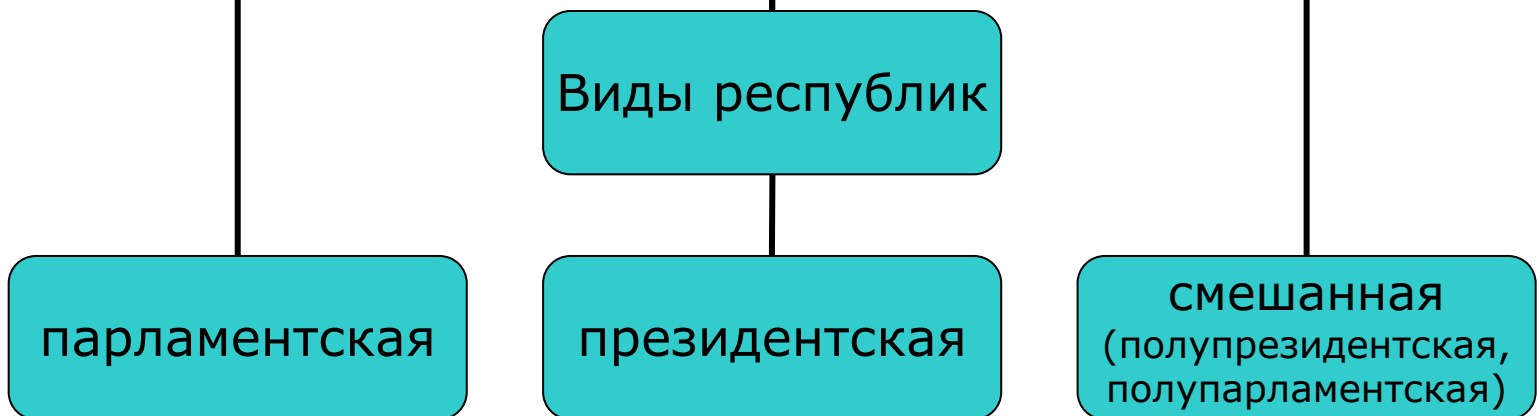 Виды республик
парламентская
президентская
смешанная
(полупрезидентская,
полупарламентская)